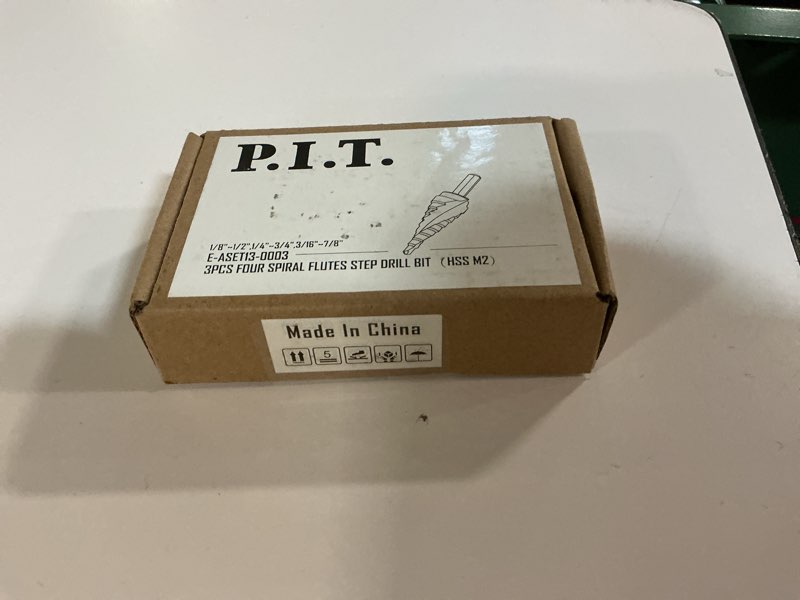 P.I.T.
1/8"~1/2",1/4"~3/4",3/16"~7/8"
E-ASET13-0003
3PCS FOUR SPIRAL FLUTES STEP DRILL BIT (HSS M2)
Made In China
5